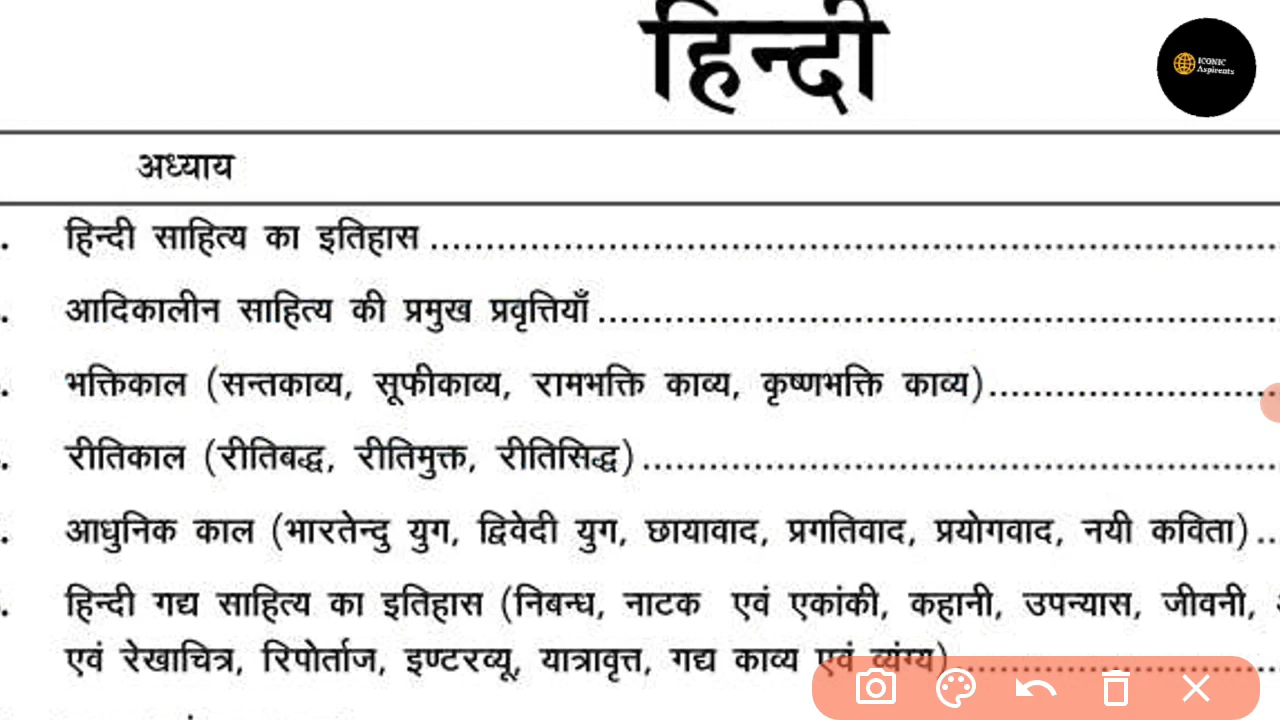 हिन्दी
ICONIC
Aspirents
अध्याय
. हिन्दी साहित्य का इतिहास ........................................................................
. आदिकालीन साहित्य की प्रमुख प्रवृत्तियाँ ........................................................
. भक्तिकाल (सन्तकाव्य, सूफीकाव्य, रामभक्ति काव्य, कृष्णभक्ति काव्य) ........................
. रीतिकाल (रीतिबद्ध, रीतिमुक्त, रीतिसिद्ध) ....................................................
. आधुनिक काल (भारतेन्दु युग, द्विवेदी युग, छायावाद, प्रगतिवाद, प्रयोगवाद, नयी कविता) ..
. हिन्दी गद्य साहित्य का इतिहास (निबन्ध, नाटक एवं एकांकी, कहानी, उपन्यास, जीवनी,
एवं रेखाचित्र, रिपोर्ताज, इण्टरव्यू, यात्रावृत्त, गद्य काव्य एवं व्यंग्य) ............................